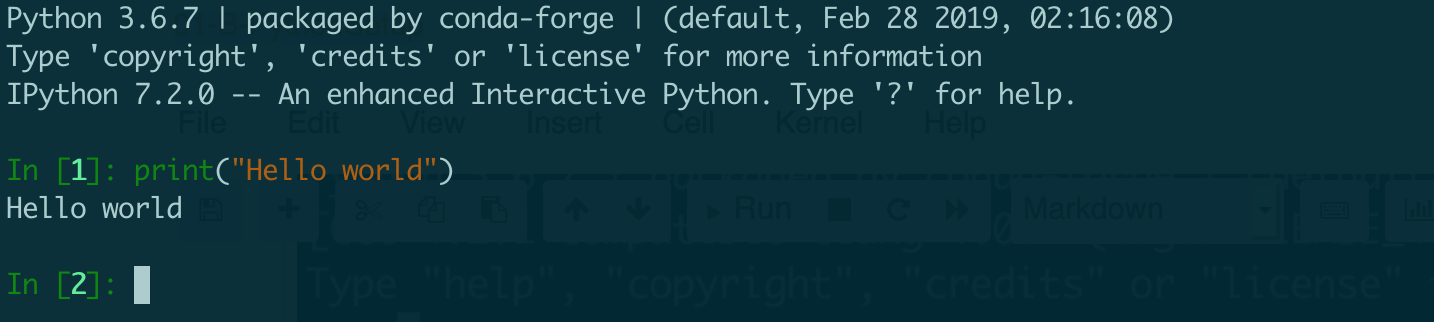 Python 3.6.7 | packaged by conda-forge | (default, Feb 28 2019, 02:16:08)
Type 'copyright', 'credits' or 'license' for more information
IPython 7.2.0 -- An enhanced Interactive Python. Type '?' for help.
File Edit View Insert Cell Kernel Help
In [1]: print("Hello world")
Hello world
Run Markdown
In [2]:
Type "help", "copyright", "credits" or "license"